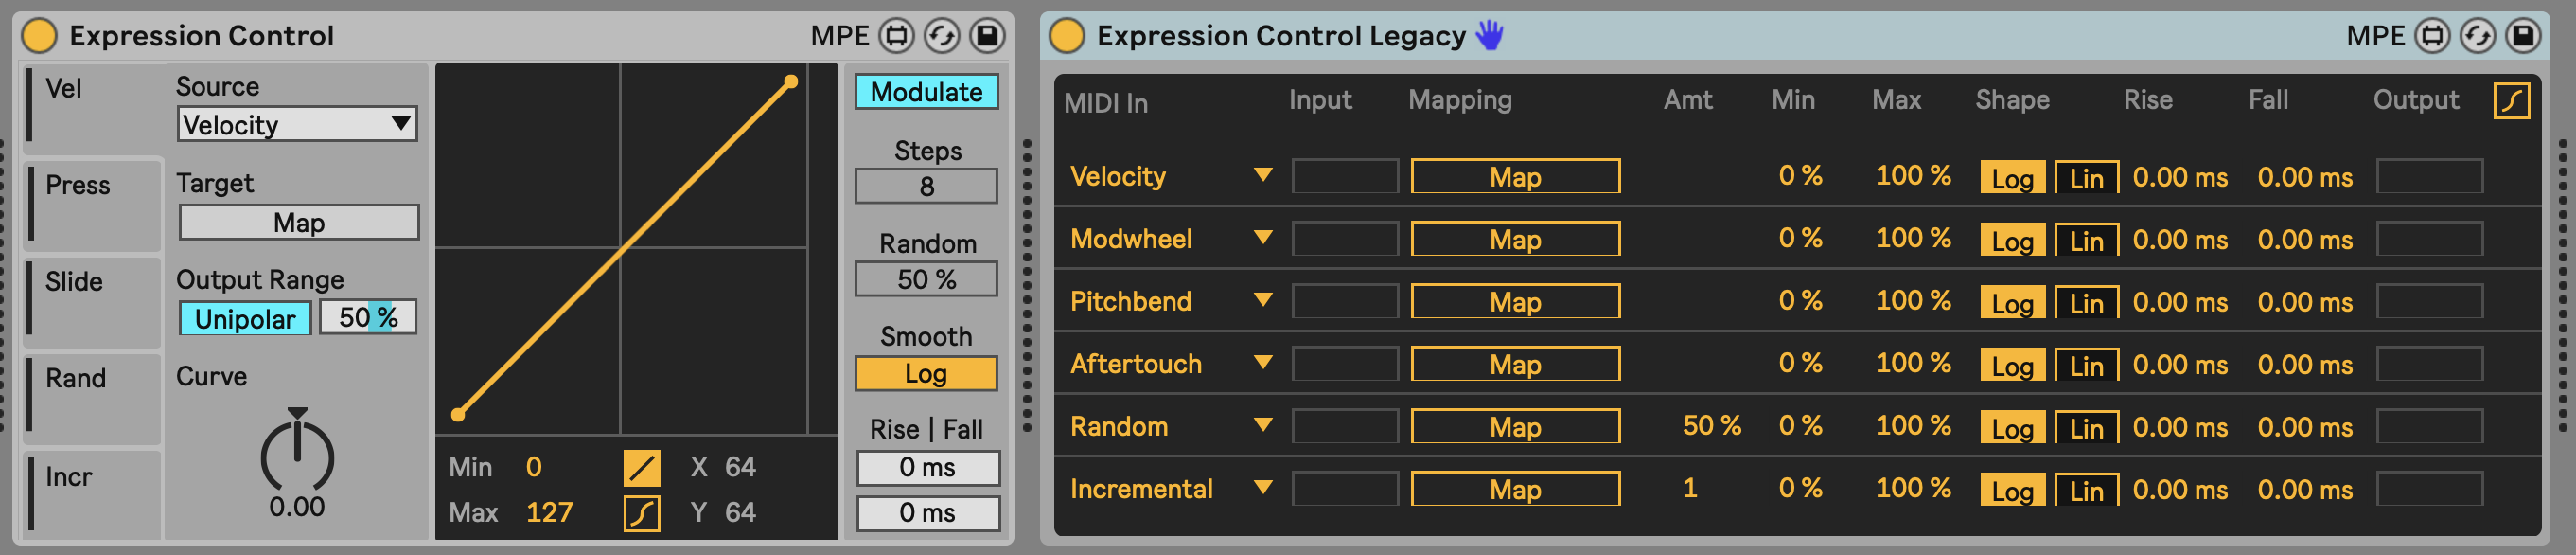 Expression Control MPE
Vel
Press
Slide
Rand
Incr
Source
Velocity
Target
Map
Output Range
Unipolar 50 %
Curve
0.00
Min 0 X 64
Max 127 Y 64
Modulate
Steps
8
Random
50 %
Smooth
Log
Rise | Fall
0 ms
0 ms
Expression Control Legacy MPE
MIDI In Input Mapping Amt Min Max Shape Rise Fall Output
Velocity Map 0 % 100 % Log Lin 0.00 ms 0.00 ms
Modwheel Map 0 % 100 % Log Lin 0.00 ms 0.00 ms
Pitchbend Map 0 % 100 % Log Lin 0.00 ms 0.00 ms
Aftertouch Map 0 % 100 % Log Lin 0.00 ms 0.00 ms
Random Map 50 % 0 % 100 % Log Lin 0.00 ms 0.00 ms
Incremental Map 1 0 % 100 % Log Lin 0.00 ms 0.00 ms